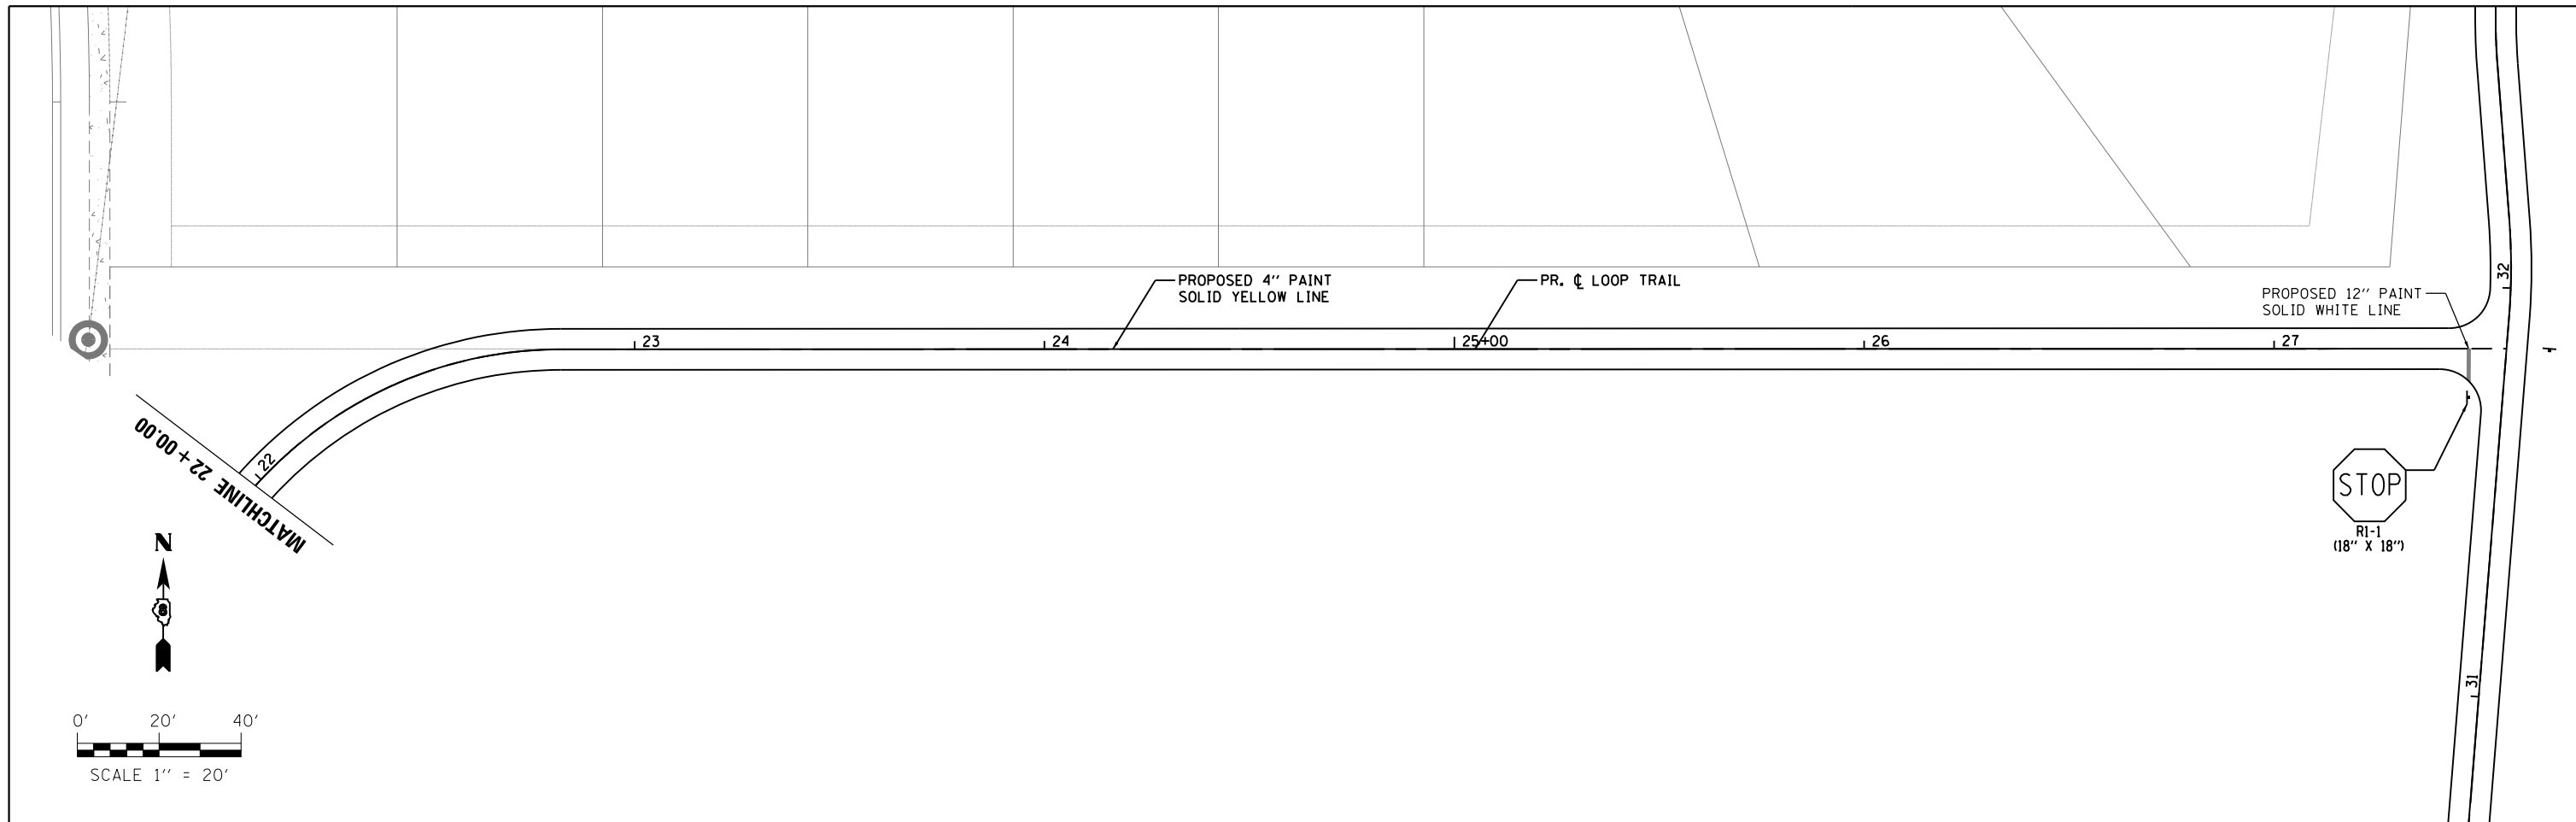 PROPOSED 4'' PAINT
SOLID YELLOW LINE
PR. ℄ LOOP TRAIL
PROPOSED 12'' PAINT
SOLID WHITE LINE
32
23
24
25+00
26
27
22
MATCHLINE 22+00.00
STOP
R1-1
(18'' X 18'')
N
8
31
0' 20' 40'
SCALE 1'' = 20'